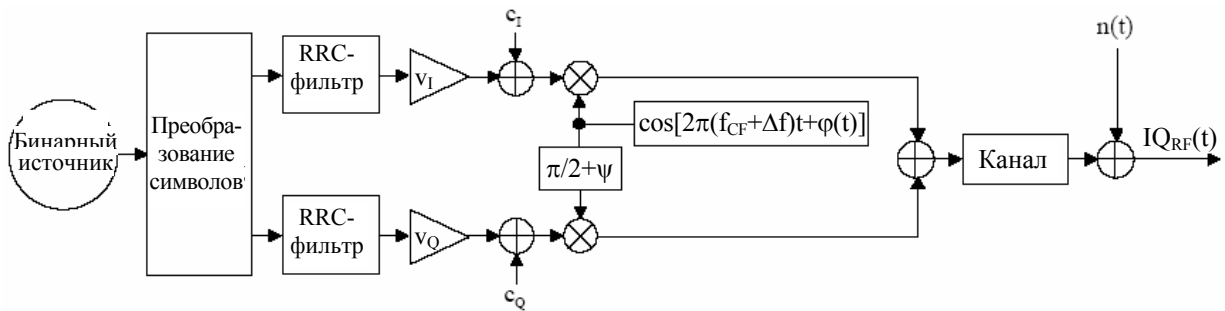 Бинарный
источник
Преобра-
зование
символов
RRC-
фильтр
v_I
c_I
cos[2π(f_CF+Δf)t+φ(t)]
π/2+ψ
RRC-
фильтр
v_Q
c_Q
Канал
n(t)
IQ_RF(t)